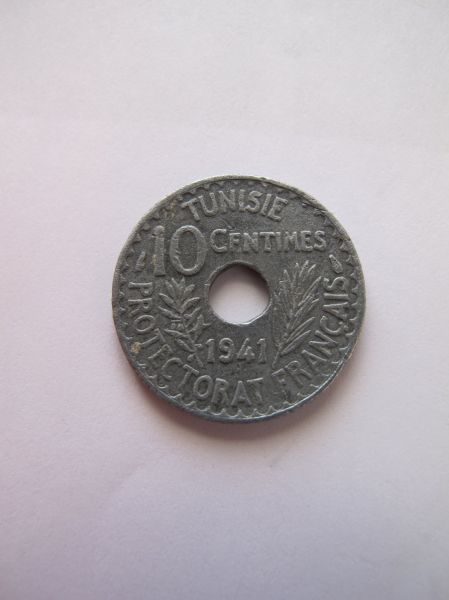 TUNISIE
10 CENTIMES
1941
PROTECTORAT FRANÇAIS